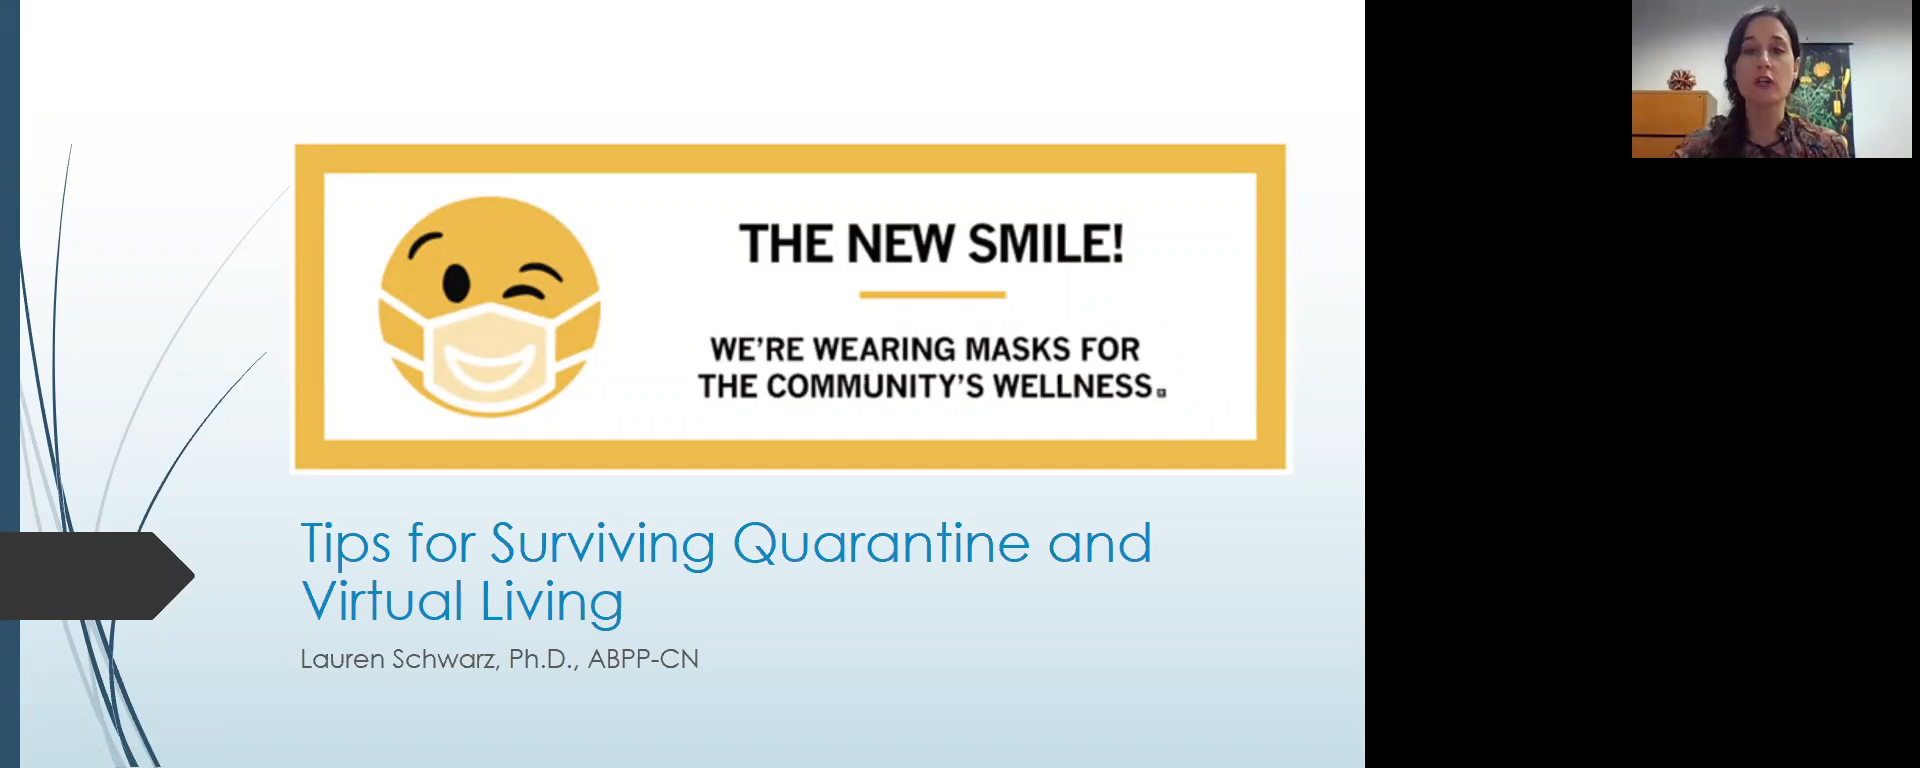 THE NEW SMILE!
WE'RE WEARING MASKS FOR
THE COMMUNITY'S WELLNESS.
Tips for Surviving Quarantine and
Virtual Living
Lauren Schwarz, Ph.D., ABPP-CN